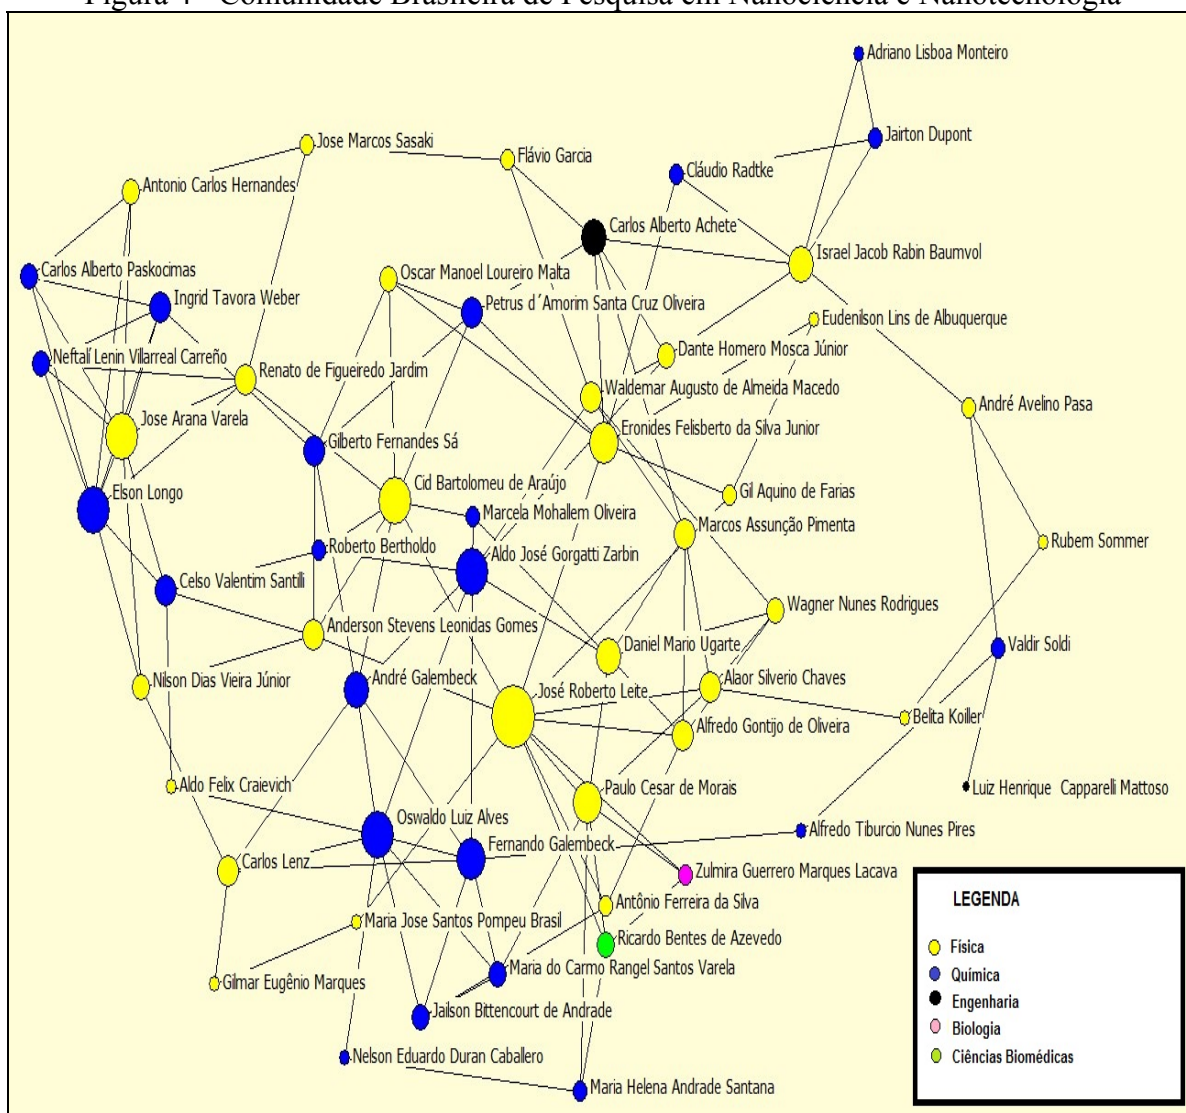 Figura 4 - Comunidade Brasileira de Pesquisa em Nanociência e Nanotecnologia
Adriano Lisboa Monteiro
Jairton Dupont
Jose Marcos Sasaki
Flávio Garcia
Cláudio Radtke
Antonio Carlos Hernandes
Carlos Alberto Achete
Israel Jacob Rabin Baumvol
Carlos Alberto Paskocimas
Oscar Manoel Loureiro Malta
Ingrid Tavora Weber
Petrus d´Amorim Santa Cruz Oliveira
Eudenilson Lins de Albuquerque
Neftalí Lenin Villarreal Carreño
Dante Homero Mosca Júnior
Renato de Figueiredo Jardim
Waldemar Augusto de Almeida Macedo
André Avelino Pasa
Jose Arana Varela
Eronides Felisberto da Silva Junior
Gilberto Fernandes Sá
Cid Bartolomeu de Araújo
Elson Longo
Gil Aquino de Farias
Marcela Mohallem Oliveira
Marcos Assunção Pimenta
Rubem Sommer
Roberto Bertholdo
Aldo José Gorgatti Zarbin
Celso Valentim Santilli
Wagner Nunes Rodrigues
Anderson Stevens Leonidas Gomes
Daniel Mario Ugarte
Valdir Soldi
Nilson Dias Vieira Júnior
André Galembeck
José Roberto Leite
Alaor Silverio Chaves
Belita Koiller
Alfredo Gontijo de Oliveira
Aldo Felix Craievich
Paulo Cesar de Morais
Luiz Henrique Capparelli Mattoso
Oswaldo Luiz Alves
Alfredo Tiburcio Nunes Pires
Fernando Galembeck
Carlos Lenz
Zulmira Guerrero Marques Lacava
Antônio Ferreira da Silva
Maria Jose Santos Pompeu Brasil
Ricardo Bentes de Azevedo
Maria do Carmo Rangel Santos Varela
Gilmar Eugênio Marques
Jailson Bittencourt de Andrade
Nelson Eduardo Duran Caballero
Maria Helena Andrade Santana
LEGENDA
Física
Química
Engenharia
Biologia
Ciências Biomédicas